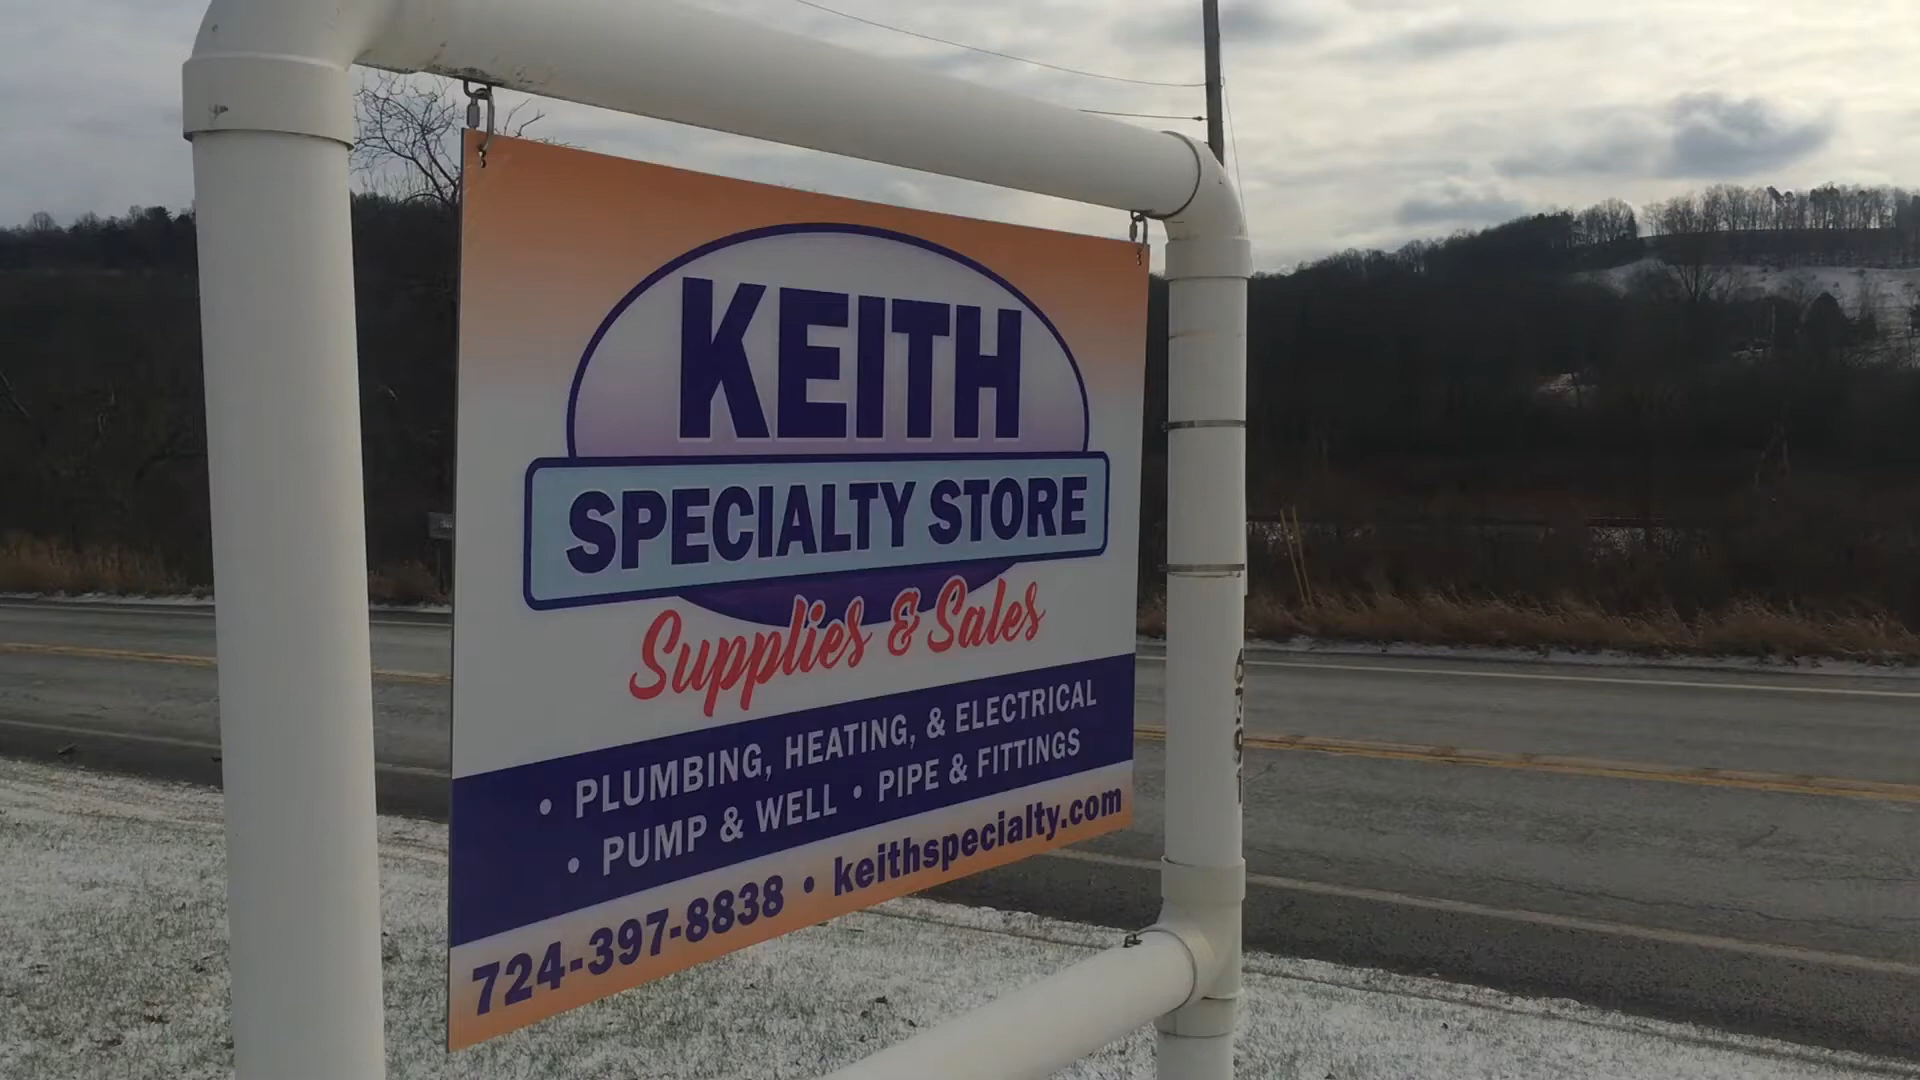 KEITH
SPECIALTY STORE
Supplies & Sales
• PLUMBING, HEATING, & ELECTRICAL
• PUMP & WELL • PIPE & FITTINGS
724-397-8838 • keithspecialty.com